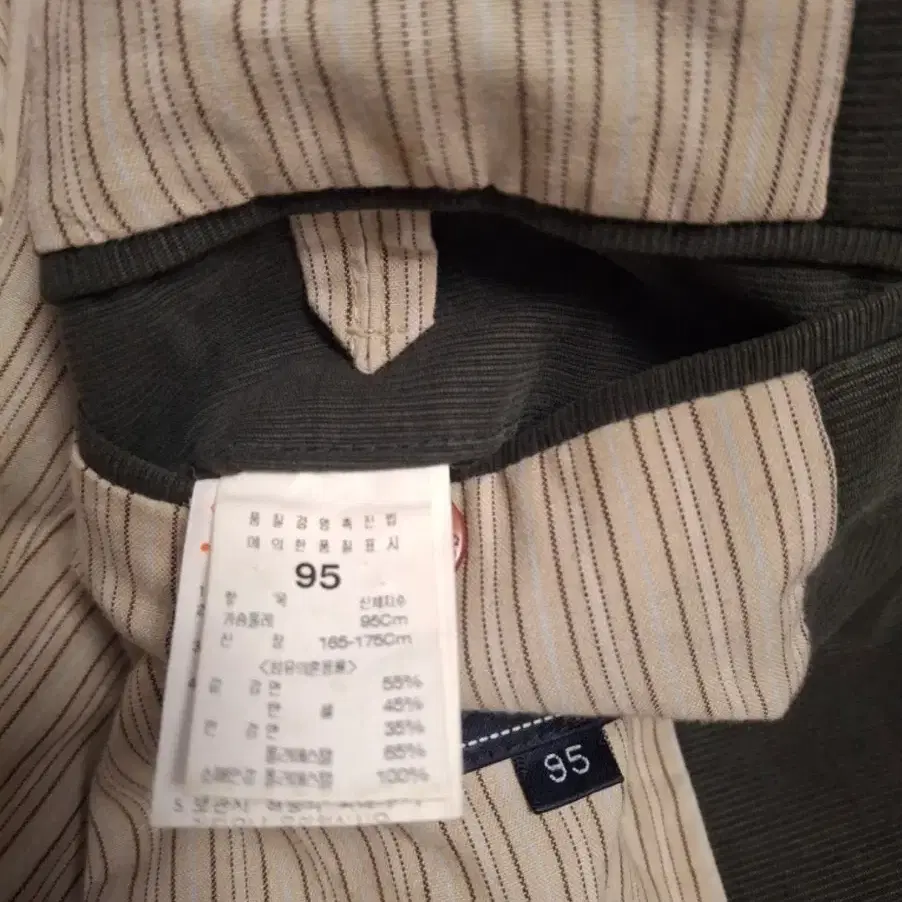 품질경영촉진법
에의한품질표시
95
항 목 신체치수
가슴둘레 95Cm
신 장 165-175Cm
<섬유의혼용률>
겉감면 55%
면 45%
안감면 35%
폴리에스텔 65%
소매안감 폴리에스텔 100%
95